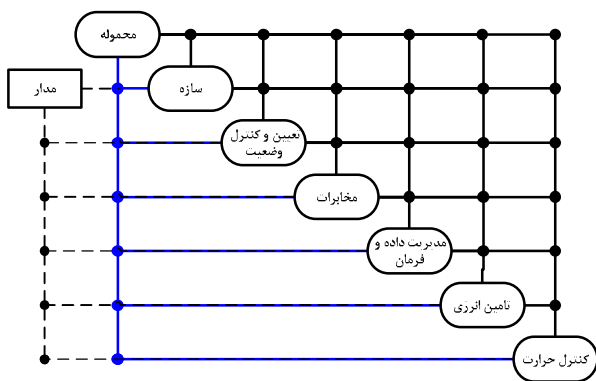 محموله
مدار
سازه
تعیین و کنترل
وضعیت
مخابرات
مدیریت داده و
فرمان
تامین انرژی
کنترل حرارت